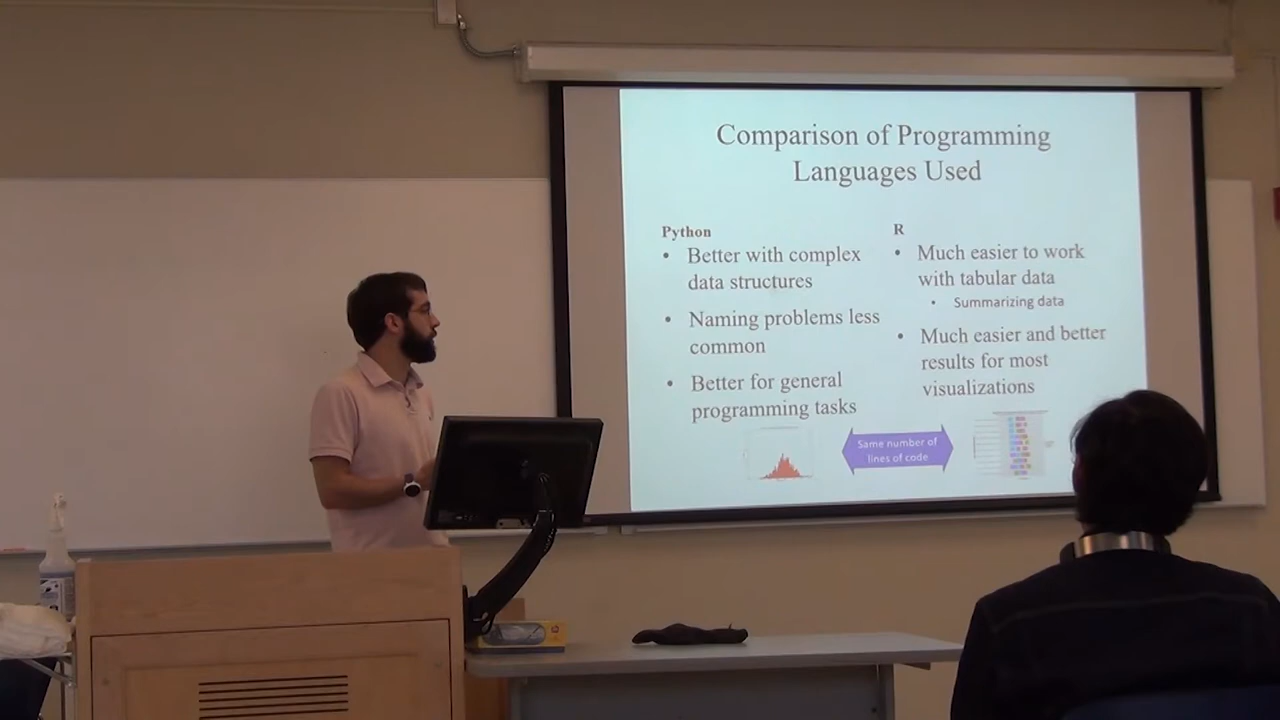 Comparison of Programming
Languages Used
Python
• Better with complex
data structures
• Naming problems less
common
• Better for general
programming tasks
R
• Much easier to work
with tabular data
• Summarizing data
• Much easier and better
results for most
visualizations
Same number of
lines of code